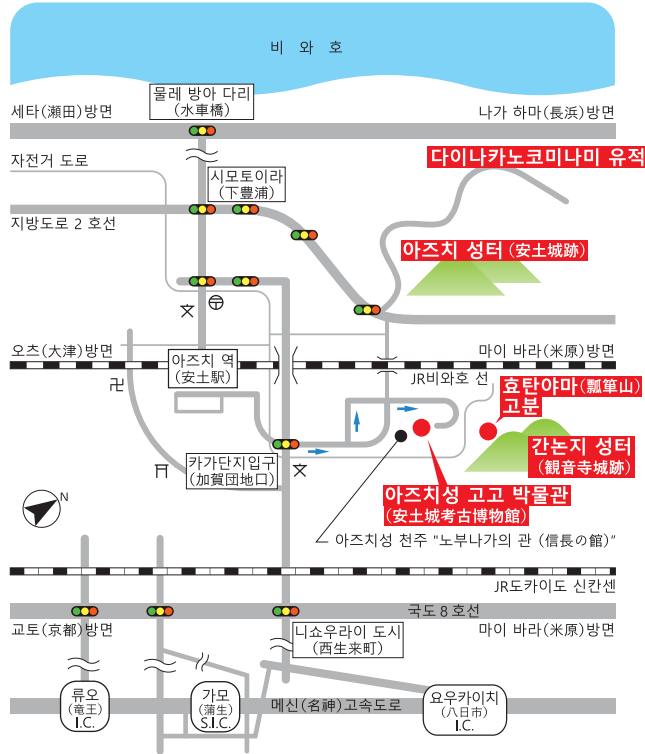 비 와 호
물레 방아 다리
(水車橋)
세타(瀬田)방면
나가 하마(長浜)방면
자전거 도로
다이나카노코미나미 유적
시모토이라
(下豊浦)
지방도로 2 호선
아즈치 성터 (安土城跡)
오츠(大津)방면
아즈치 역
(安土駅)
마이 바라(米原)방면
JR비와호 선
효탄야마(瓢箪山)
고분
간논지 성터
(観音寺城跡)
카가단지입구
(加賀団地口)
아즈치성 고고 박물관
(安土城考古博物館)
N
아즈치성 천주 "노부나가의 관 (信長の館)"
JR도카이도 신칸센
국도 8 호선
교토(京都)방면
니쇼우라이 도시
(西生来町)
마이 바라(米原)방면
류오
(竜王)
I.C.
가모
(蒲生)
S.I.C.
메신(名神)고속도로
요우카이치
(八日市)
I.C.